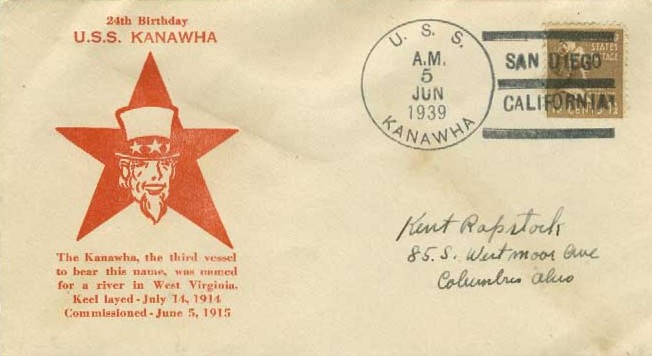 24th Birthday
U.S.S. KANAWHA
The Kanawha, the third vessel
to bear this name, was named
for a river in West Virginia.
Keel layed - July 14, 1914
Commissioned - June 5, 1915
U. S. S.
A.M.
5
JUN
1939
KANAWHA
SAN DIEGO
CALIFORNIA
STATES
Kent Rapstock
85. S. Westmoor Ave
Columbus Ohio